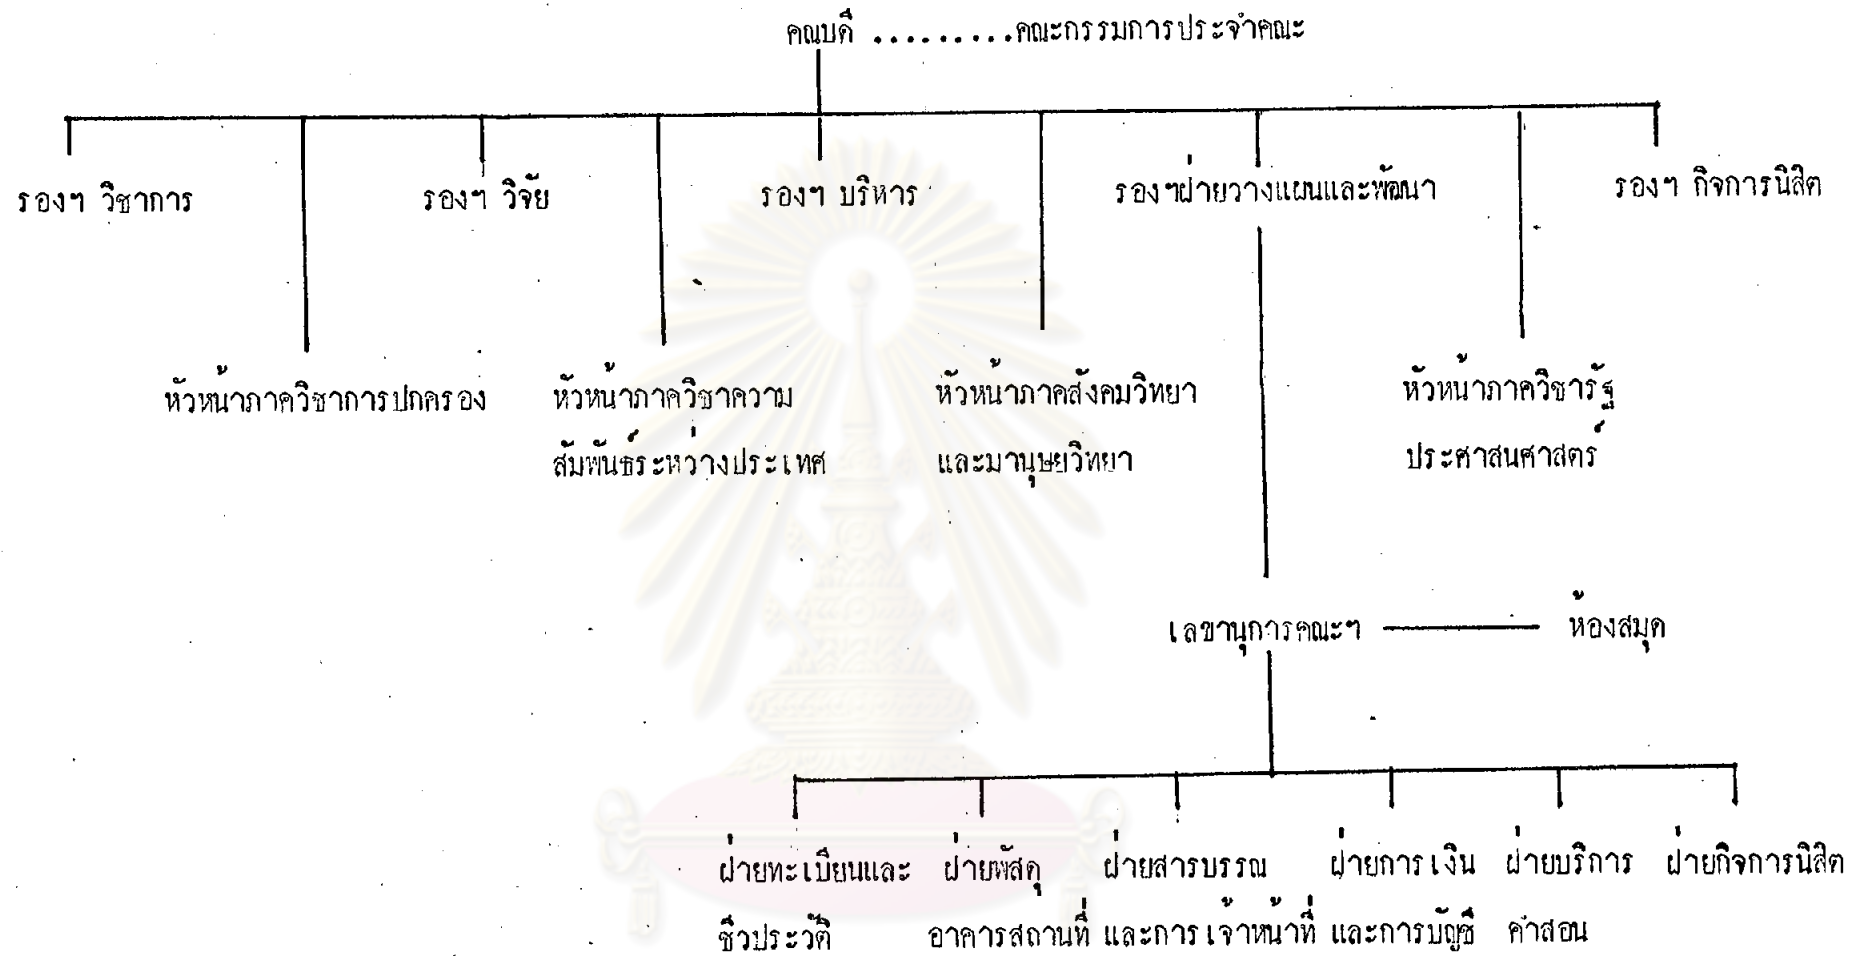 คณบดี .........คณะกรรมการประจำคณะ
รองฯ วิชาการ
รองฯ วิจัย
รองฯ บริหาร
รองฯฝ่ายวางแผนและพัฒนา
รองฯ กิจการนิสิต
หัวหน้าภาควิชาการปกครอง
หัวหน้าภาควิชาความ
สัมพันธ์ระหว่างประเทศ
หัวหน้าภาคสังคมวิทยา
และมานุษยวิทยา
หัวหน้าภาควิชารัฐ
ประศาสนศาสตร์
เลขานุการคณะฯ
ห้องสมุด
ฝ่ายทะเบียนและ
ชีวประวัติ
ฝ่ายพัสดุ
อาคารสถานที่
ฝ่ายสารบรรณ
และการเจ้าหน้าที่
ฝ่ายการเงิน
และการบัญชี
ฝ่ายบริการ
คำสอน
ฝ่ายกิจการนิสิต